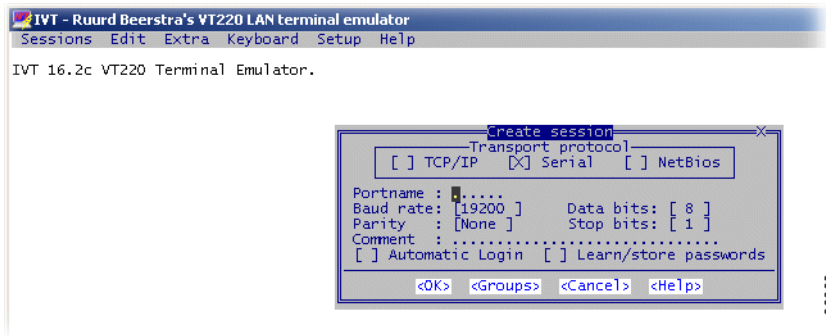 IVT - Ruurd Beerstra's VT220 LAN terminal emulator
Sessions Edit Extra Keyboard Setup Help
IVT 16.2c VT220 Terminal Emulator.
Create session
Transport protocol
[ ] TCP/IP [X] Serial [ ] NetBios
Portname : ......
Baud rate: [19200 ] Data bits: [ 8 ]
Parity : [None ] Stop bits: [ 1 ]
Comment : ..............................
[ ] Automatic Login [ ] Learn/store passwords
<OK> <Groups> <Cancel> <Help>